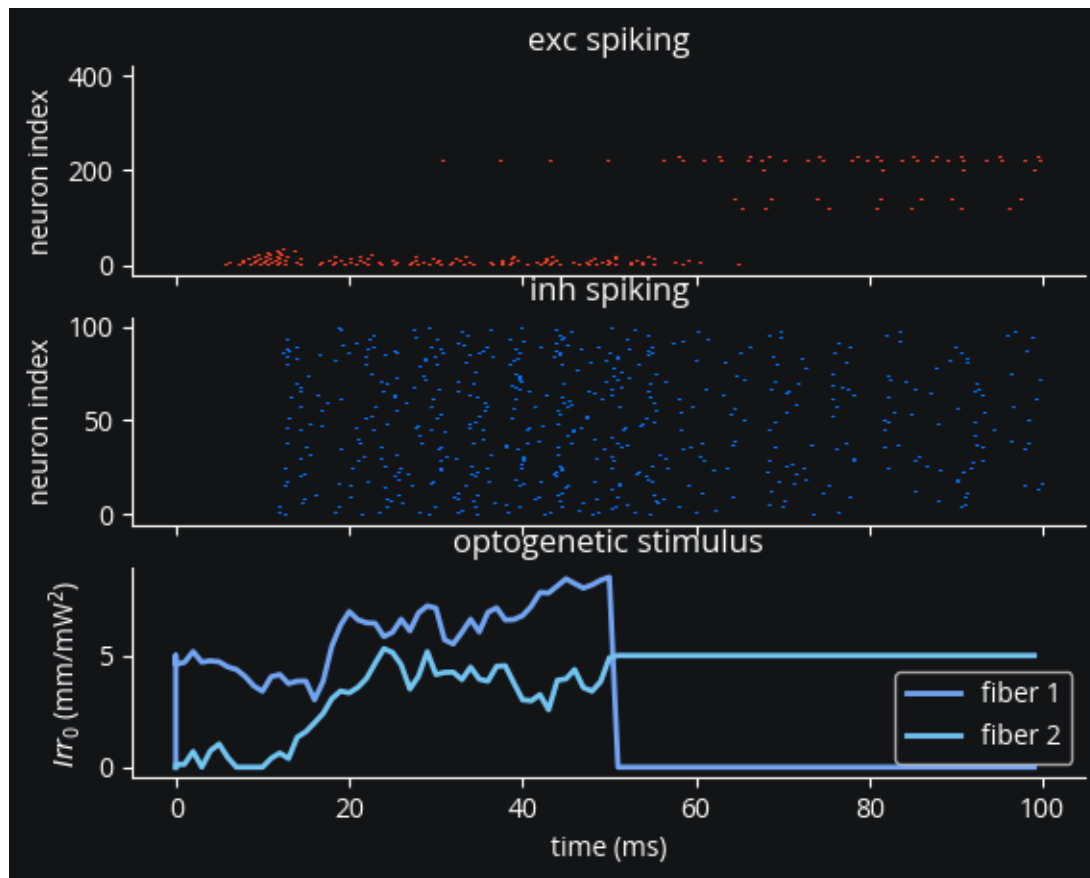 exc spiking
neuron index
400
200
0
inh spiking
neuron index
100
50
0
optogenetic stimulus
Irr₀ (mm/mW²)
5
0
fiber 1
fiber 2
0 20 40 60 80 100
time (ms)